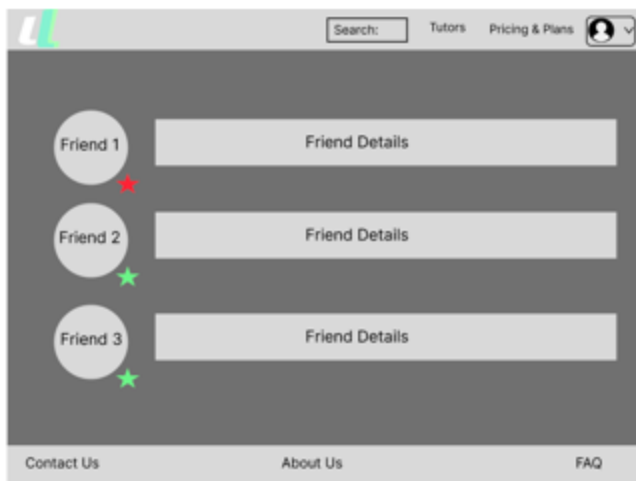 Search: Tutors Pricing & Plans
Friend 1 Friend Details
Friend 2 Friend Details
Friend 3 Friend Details
Contact Us About Us FAQ